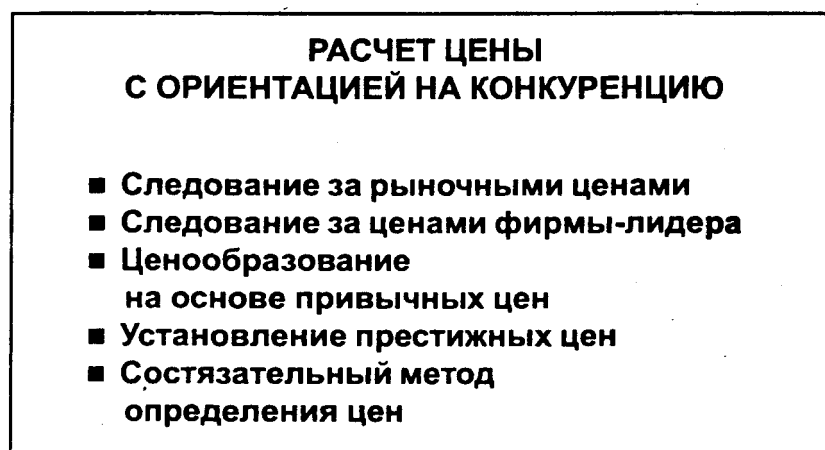 РАСЧЕТ ЦЕНЫ
С ОРИЕНТАЦИЕЙ НА КОНКУРЕНЦИЮ
■ Следование за рыночными ценами
■ Следование за ценами фирмы-лидера
■ Ценообразование
на основе привычных цен
■ Установление престижных цен
■ Состязательный метод
определения цен